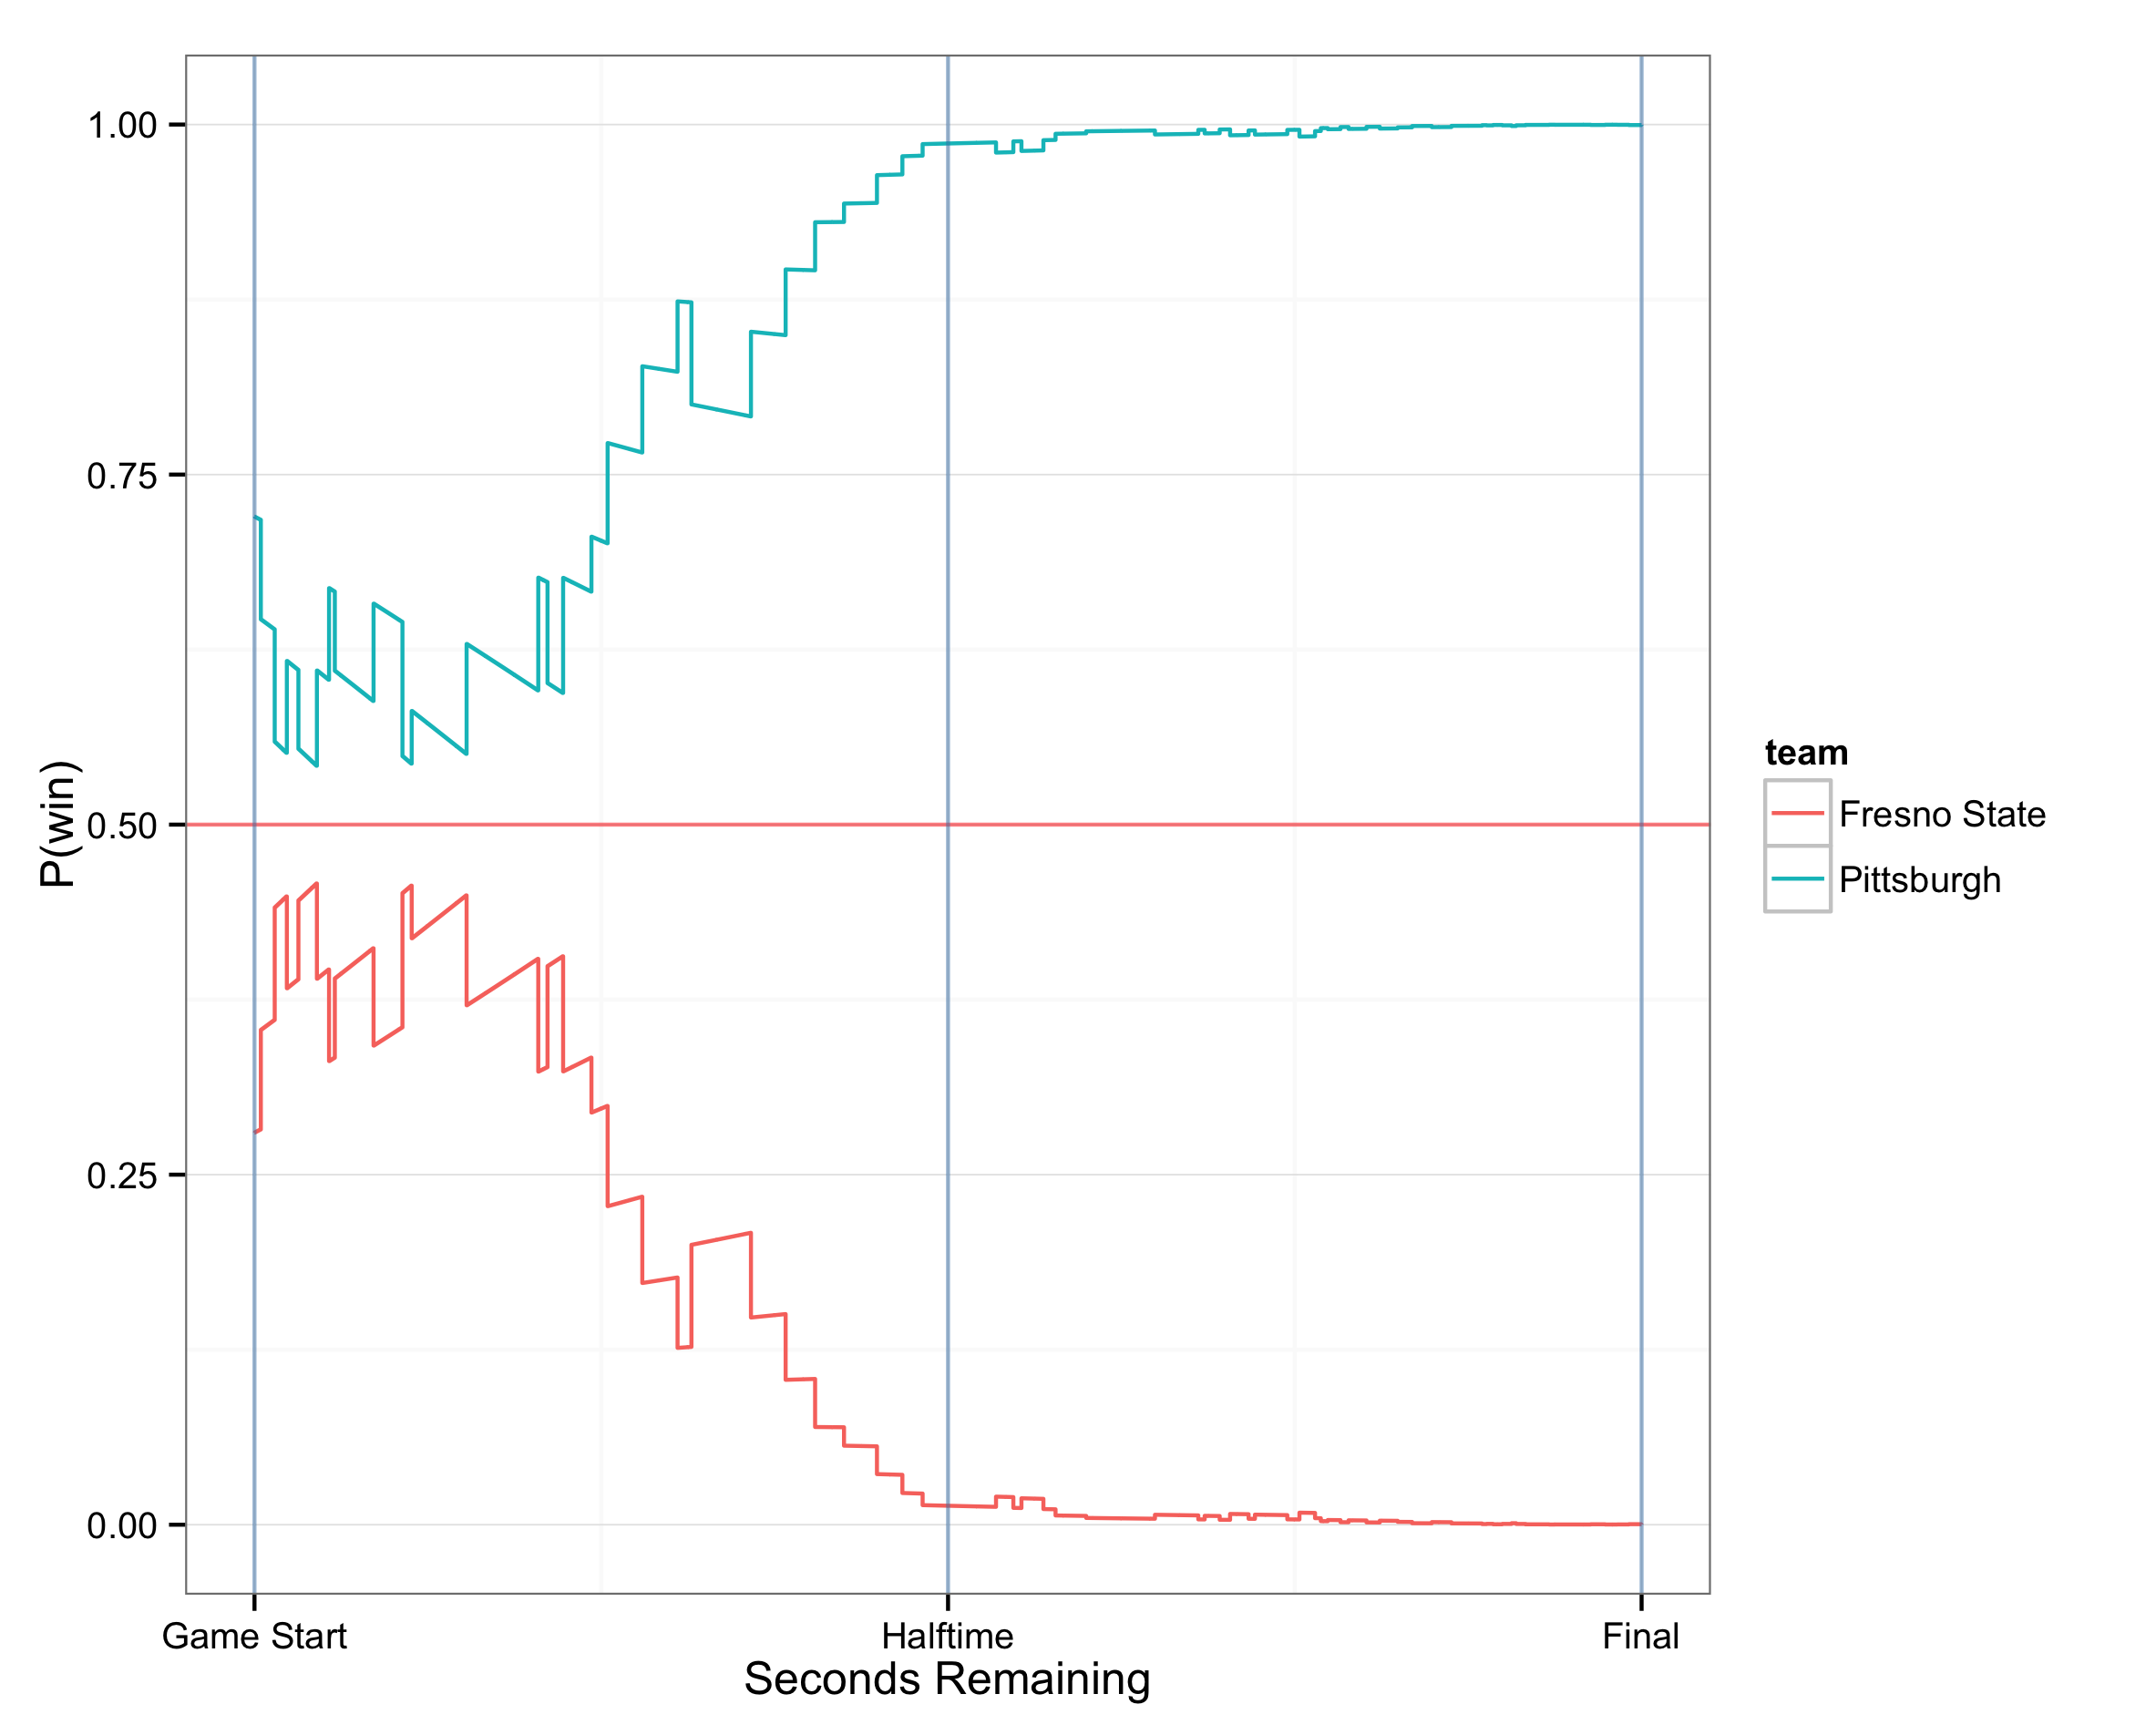 1.00
0.75
0.50
0.25
0.00
P(win)
Game Start
Halftime
Final
Seconds Remaining
team
Fresno State
Pittsburgh